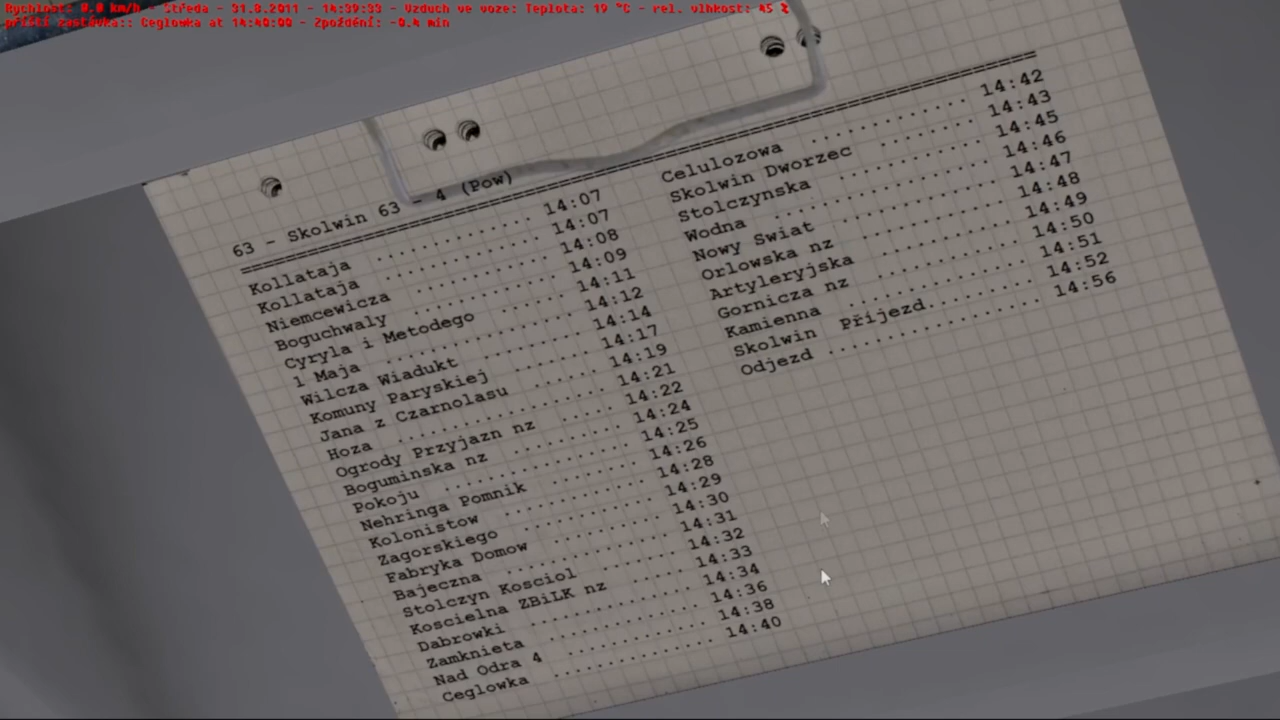 Rychlost: 0.0 km/h - Středa - 31.8.2011 - 14:39:33 - Vzduch ve voze: Teplota: 19 °C - rel. vlhkost: 45 %
příští zastávka:: Ceglowka at 14:40:00 - Zpoždění: -0.4 min
63 - Skolwin 63 - 4 (Pow)
Kollataja ........... 14:07
Kollataja ........... 14:07
Niemcewicza ......... 14:08
Boguchwaly .......... 14:09
Cyryla i Metodego ... 14:11
1 Maja .............. 14:12
Wilcza Wiadukt ...... 14:14
Komuny Paryskiej .... 14:17
Jana z Czarnolasu ... 14:19
Hoza ................ 14:21
Ogrody Przyjazn nz .. 14:22
Boguminska nz ....... 14:24
Pokoju .............. 14:25
Nehringa Pomnik ..... 14:26
Kolonistow .......... 14:28
Zagorskiego ......... 14:29
Fabryka Domow ....... 14:30
Bajeczna ............ 14:31
Stolczyn Kosciol .... 14:32
Koscielna ZBiLK nz .. 14:33
Dabrowki ............ 14:34
Zamknieta ........... 14:36
Nad Odra 4 .......... 14:38
Ceglowka ............ 14:40
Celulozowa .......... 14:42
Skolwin Dworzec ..... 14:43
Stolczynska ......... 14:45
Wodna ............... 14:46
Nowy Swiat .......... 14:47
Orlowska nz ......... 14:48
Artyleryjska ........ 14:49
Gornicza nz ......... 14:50
Kamienna ............ 14:51
Skolwin Příjezd...... 14:52
Odjezd .............. 14:56